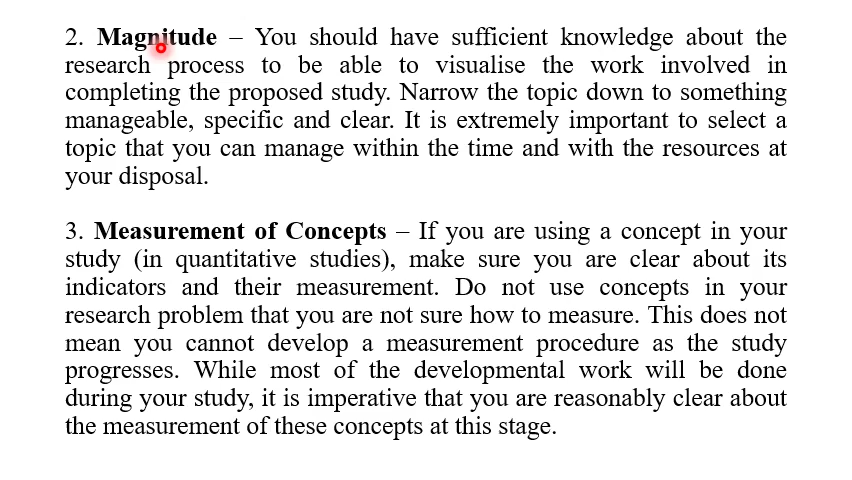 2. Magnitude – You should have sufficient knowledge about the
research process to be able to visualise the work involved in
completing the proposed study. Narrow the topic down to something
manageable, specific and clear. It is extremely important to select a
topic that you can manage within the time and with the resources at
your disposal.
3. Measurement of Concepts – If you are using a concept in your
study (in quantitative studies), make sure you are clear about its
indicators and their measurement. Do not use concepts in your
research problem that you are not sure how to measure. This does not
mean you cannot develop a measurement procedure as the study
progresses. While most of the developmental work will be done
during your study, it is imperative that you are reasonably clear about
the measurement of these concepts at this stage.